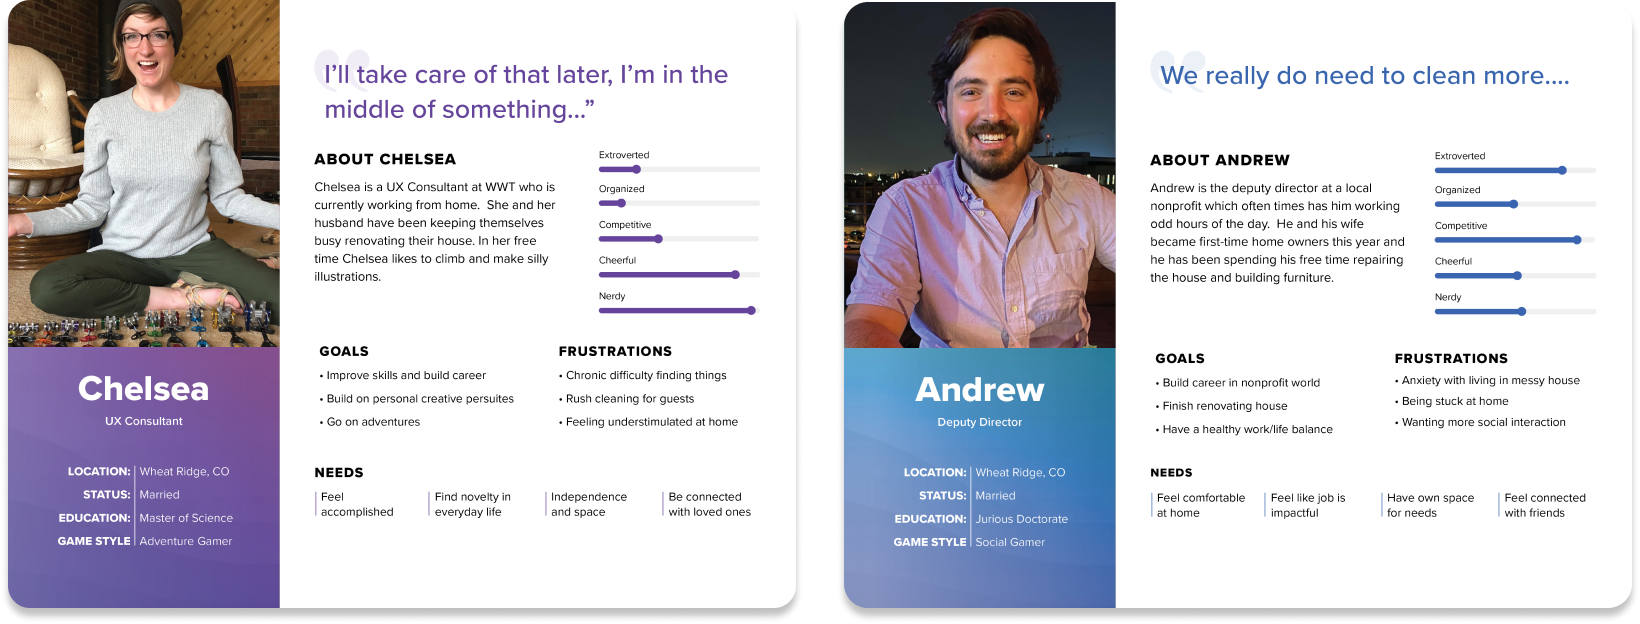 I'll take care of that later, I'm in the
middle of something..."
ABOUT CHELSEA
Chelsea is a UX Consultant at WWT who is
currently working from home.  She and her
husband have been keeping themselves
busy renovating their house. In her free
time Chelsea likes to climb and make silly
illustrations.
Extroverted
Organized
Competitive
Cheerful
Nerdy
Chelsea
UX Consultant
LOCATION: Wheat Ridge, CO
STATUS: Married
EDUCATION: Master of Science
GAME STYLE Adventure Gamer
GOALS
• Improve skills and build career
• Build on personal creative persuites
• Go on adventures
FRUSTRATIONS
• Chronic difficulty finding things
• Rush cleaning for guests
• Feeling understimulated at home
NEEDS
Feel
accomplished
Find novelty in
everyday life
Independence
and space
Be connected
with loved ones
We really do need to clean more....
ABOUT ANDREW
Andrew is the deputy director at a local
nonprofit which often times has him working
odd hours of the day.  He and his wife
became first-time home owners this year and
he has been spending his free time repairing
the house and building furniture.
Extroverted
Organized
Competitive
Cheerful
Nerdy
Andrew
Deputy Director
LOCATION: Wheat Ridge, CO
STATUS: Married
EDUCATION: Jurious Doctorate
GAME STYLE Social Gamer
GOALS
• Build career in nonprofit world
• Finish renovating house
• Have a healthy work/life balance
FRUSTRATIONS
• Anxiety with living in messy house
• Being stuck at home
• Wanting more social interaction
NEEDS
Feel comfortable
at home
Feel like job is
impactful
Have own space
for needs
Feel connected
with friends